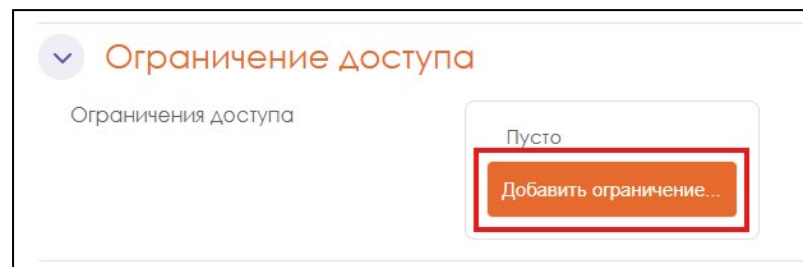 Ограничение доступа
Ограничения доступа
Пусто
Добавить ограничение...